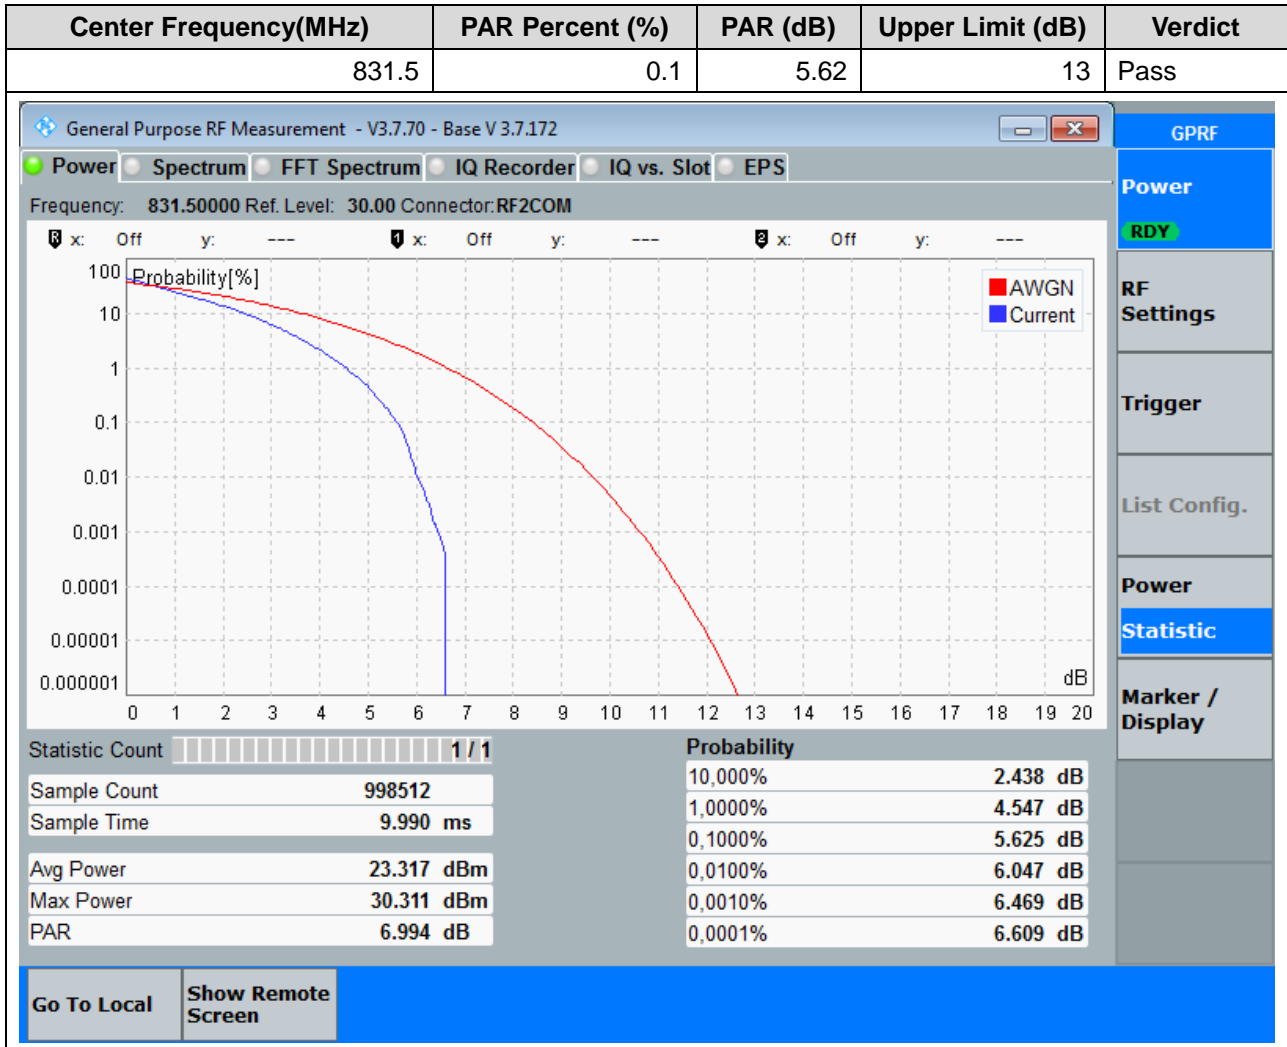 Center Frequency(MHz) PAR Percent (%) PAR (dB) Upper Limit (dB) Verdict
831.5 0.1 5.62 13 Pass
General Purpose RF Measurement - V3.7.70 - Base V 3.7.172
GPRF
Power Spectrum FFT Spectrum IQ Recorder IQ vs. Slot EPS
Frequency: 831.50000 Ref. Level: 30.00 Connector:RF2COM
R x: Off y: --- 1 x: Off y: --- 2 x: Off y: ---
Probability[%]
AWGN
Current
100
10
1
0.1
0.01
0.001
0.0001
0.00001
0.000001
dB
0 1 2 3 4 5 6 7 8 9 10 11 12 13 14 15 16 17 18 19 20
Statistic Count 1 / 1
Sample Count 998512
Sample Time 9.990 ms
Avg Power 23.317 dBm
Max Power 30.311 dBm
PAR 6.994 dB
Probability
10,000% 2.438 dB
1,0000% 4.547 dB
0,1000% 5.625 dB
0,0100% 6.047 dB
0,0010% 6.469 dB
0,0001% 6.609 dB
Power
RDY
RF
Settings
Trigger
List Config.
Power
Statistic
Marker /
Display
Go To Local
Show Remote
Screen